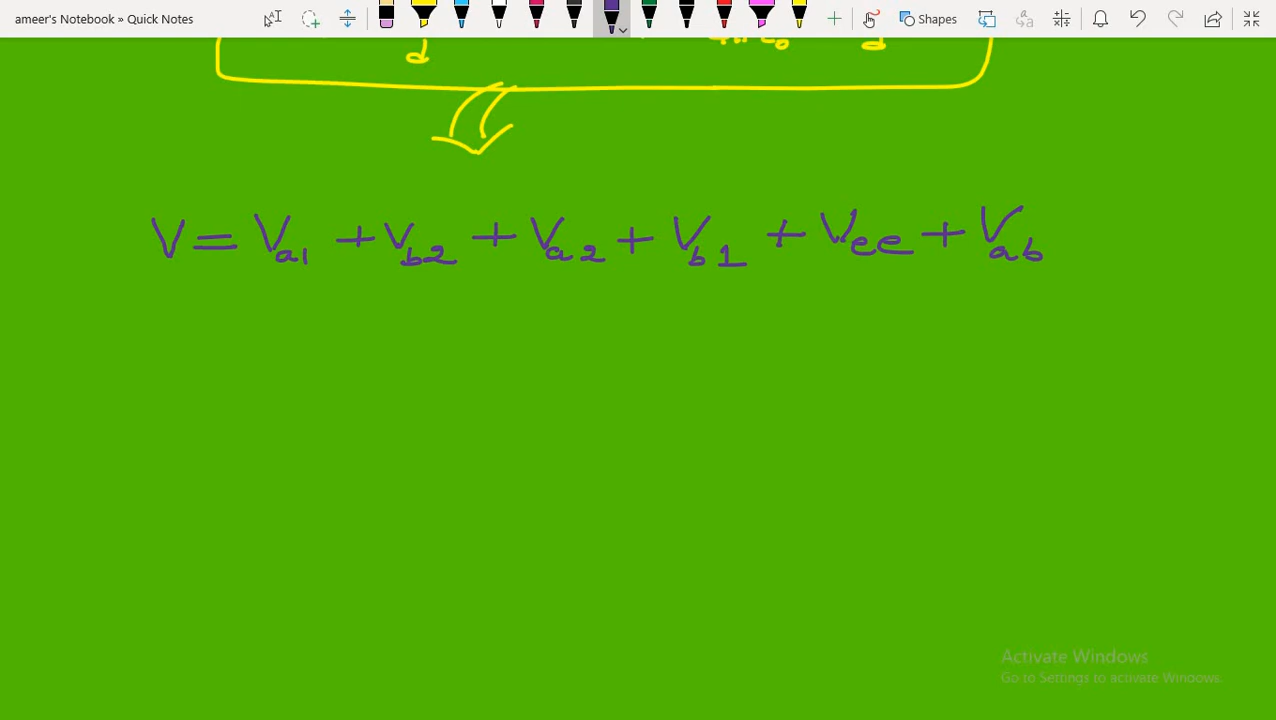 ameer's Notebook » Quick Notes
Shapes
d d
V = Va1 + Vb2 + Va2 + Vb1 + Vee + Vab
Activate Windows
Go to Settings to activate Windows.